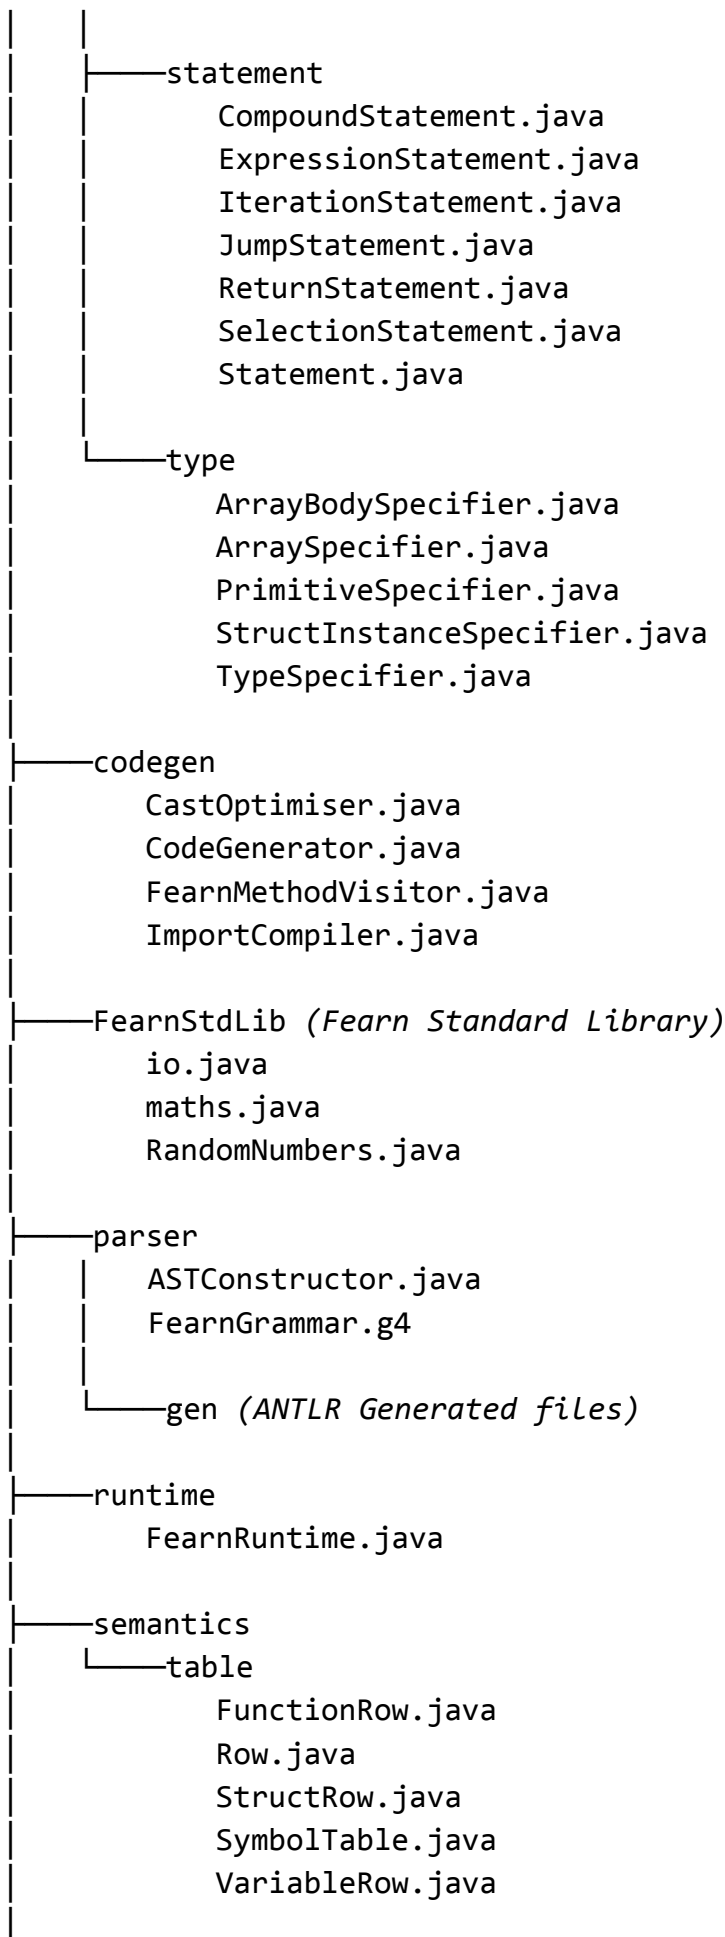 statement
CompoundStatement.java
ExpressionStatement.java
IterationStatement.java
JumpStatement.java
ReturnStatement.java
SelectionStatement.java
Statement.java
type
ArrayBodySpecifier.java
ArraySpecifier.java
PrimitiveSpecifier.java
StructInstanceSpecifier.java
TypeSpecifier.java
codegen
CastOptimiser.java
CodeGenerator.java
FearnMethodVisitor.java
ImportCompiler.java
FearnStdLib (Fearn Standard Library)
io.java
maths.java
RandomNumbers.java
parser
ASTConstructor.java
FearnGrammar.g4
gen (ANTLR Generated files)
runtime
FearnRuntime.java
semantics
table
FunctionRow.java
Row.java
StructRow.java
SymbolTable.java
VariableRow.java